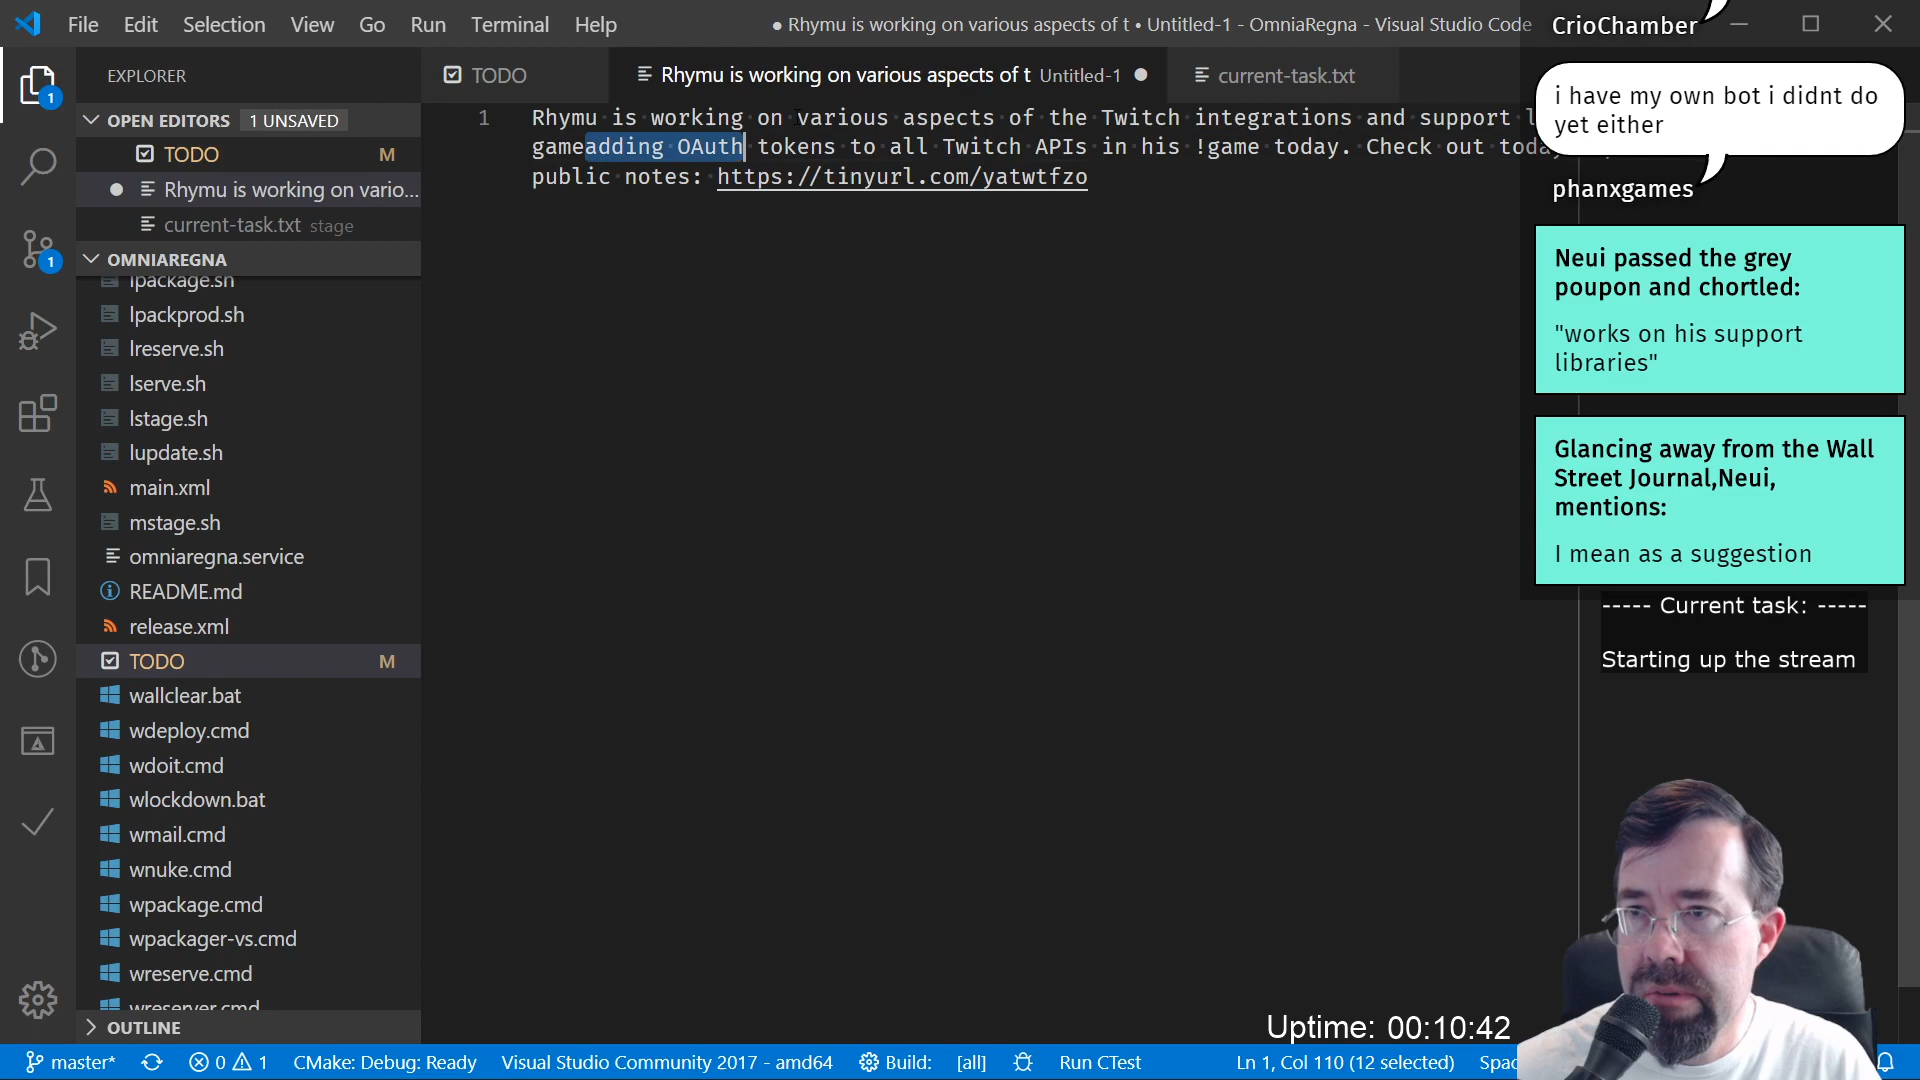 File Edit Selection View Go Run Terminal Help
● Rhymu is working on various aspects of t • Untitled-1 - OmniaRegna - Visual Studio Code
CrioChamber
EXPLORER
TODO
Rhymu is working on various aspects of t Untitled-1
current-task.txt
OPEN EDITORS 1 UNSAVED
TODO M
Rhymu is working on vario...
current-task.txt stage
OMNIAREGNA
lpackage.sh
lpackprod.sh
lreserve.sh
lserve.sh
lstage.sh
lupdate.sh
main.xml
mstage.sh
omniaregna.service
README.md
release.xml
TODO M
wallclear.bat
wdeploy.cmd
wdoit.cmd
wlockdown.bat
wmail.cmd
wnuke.cmd
wpackage.cmd
wpackager-vs.cmd
wreserve.cmd
wreserver.cmd
OUTLINE
1
1
1 Rhymu is working on various aspects of the Twitch integrations and support l
gameadding OAuth tokens to all Twitch APIs in his !game today. Check out toda
public notes: https://tinyurl.com/yatwtfzo
i have my own bot i didnt do
yet either
phanxgames
Neui passed the grey
poupon and chortled:
"works on his support
libraries"
Glancing away from the Wall
Street Journal,Neui,
mentions:
I mean as a suggestion
----- Current task: -----
Starting up the stream
Uptime: 00:10:42
master* 0 1 CMake: Debug: Ready Visual Studio Community 2017 - amd64 Build: [all] Run CTest Ln 1, Col 110 (12 selected) Spac